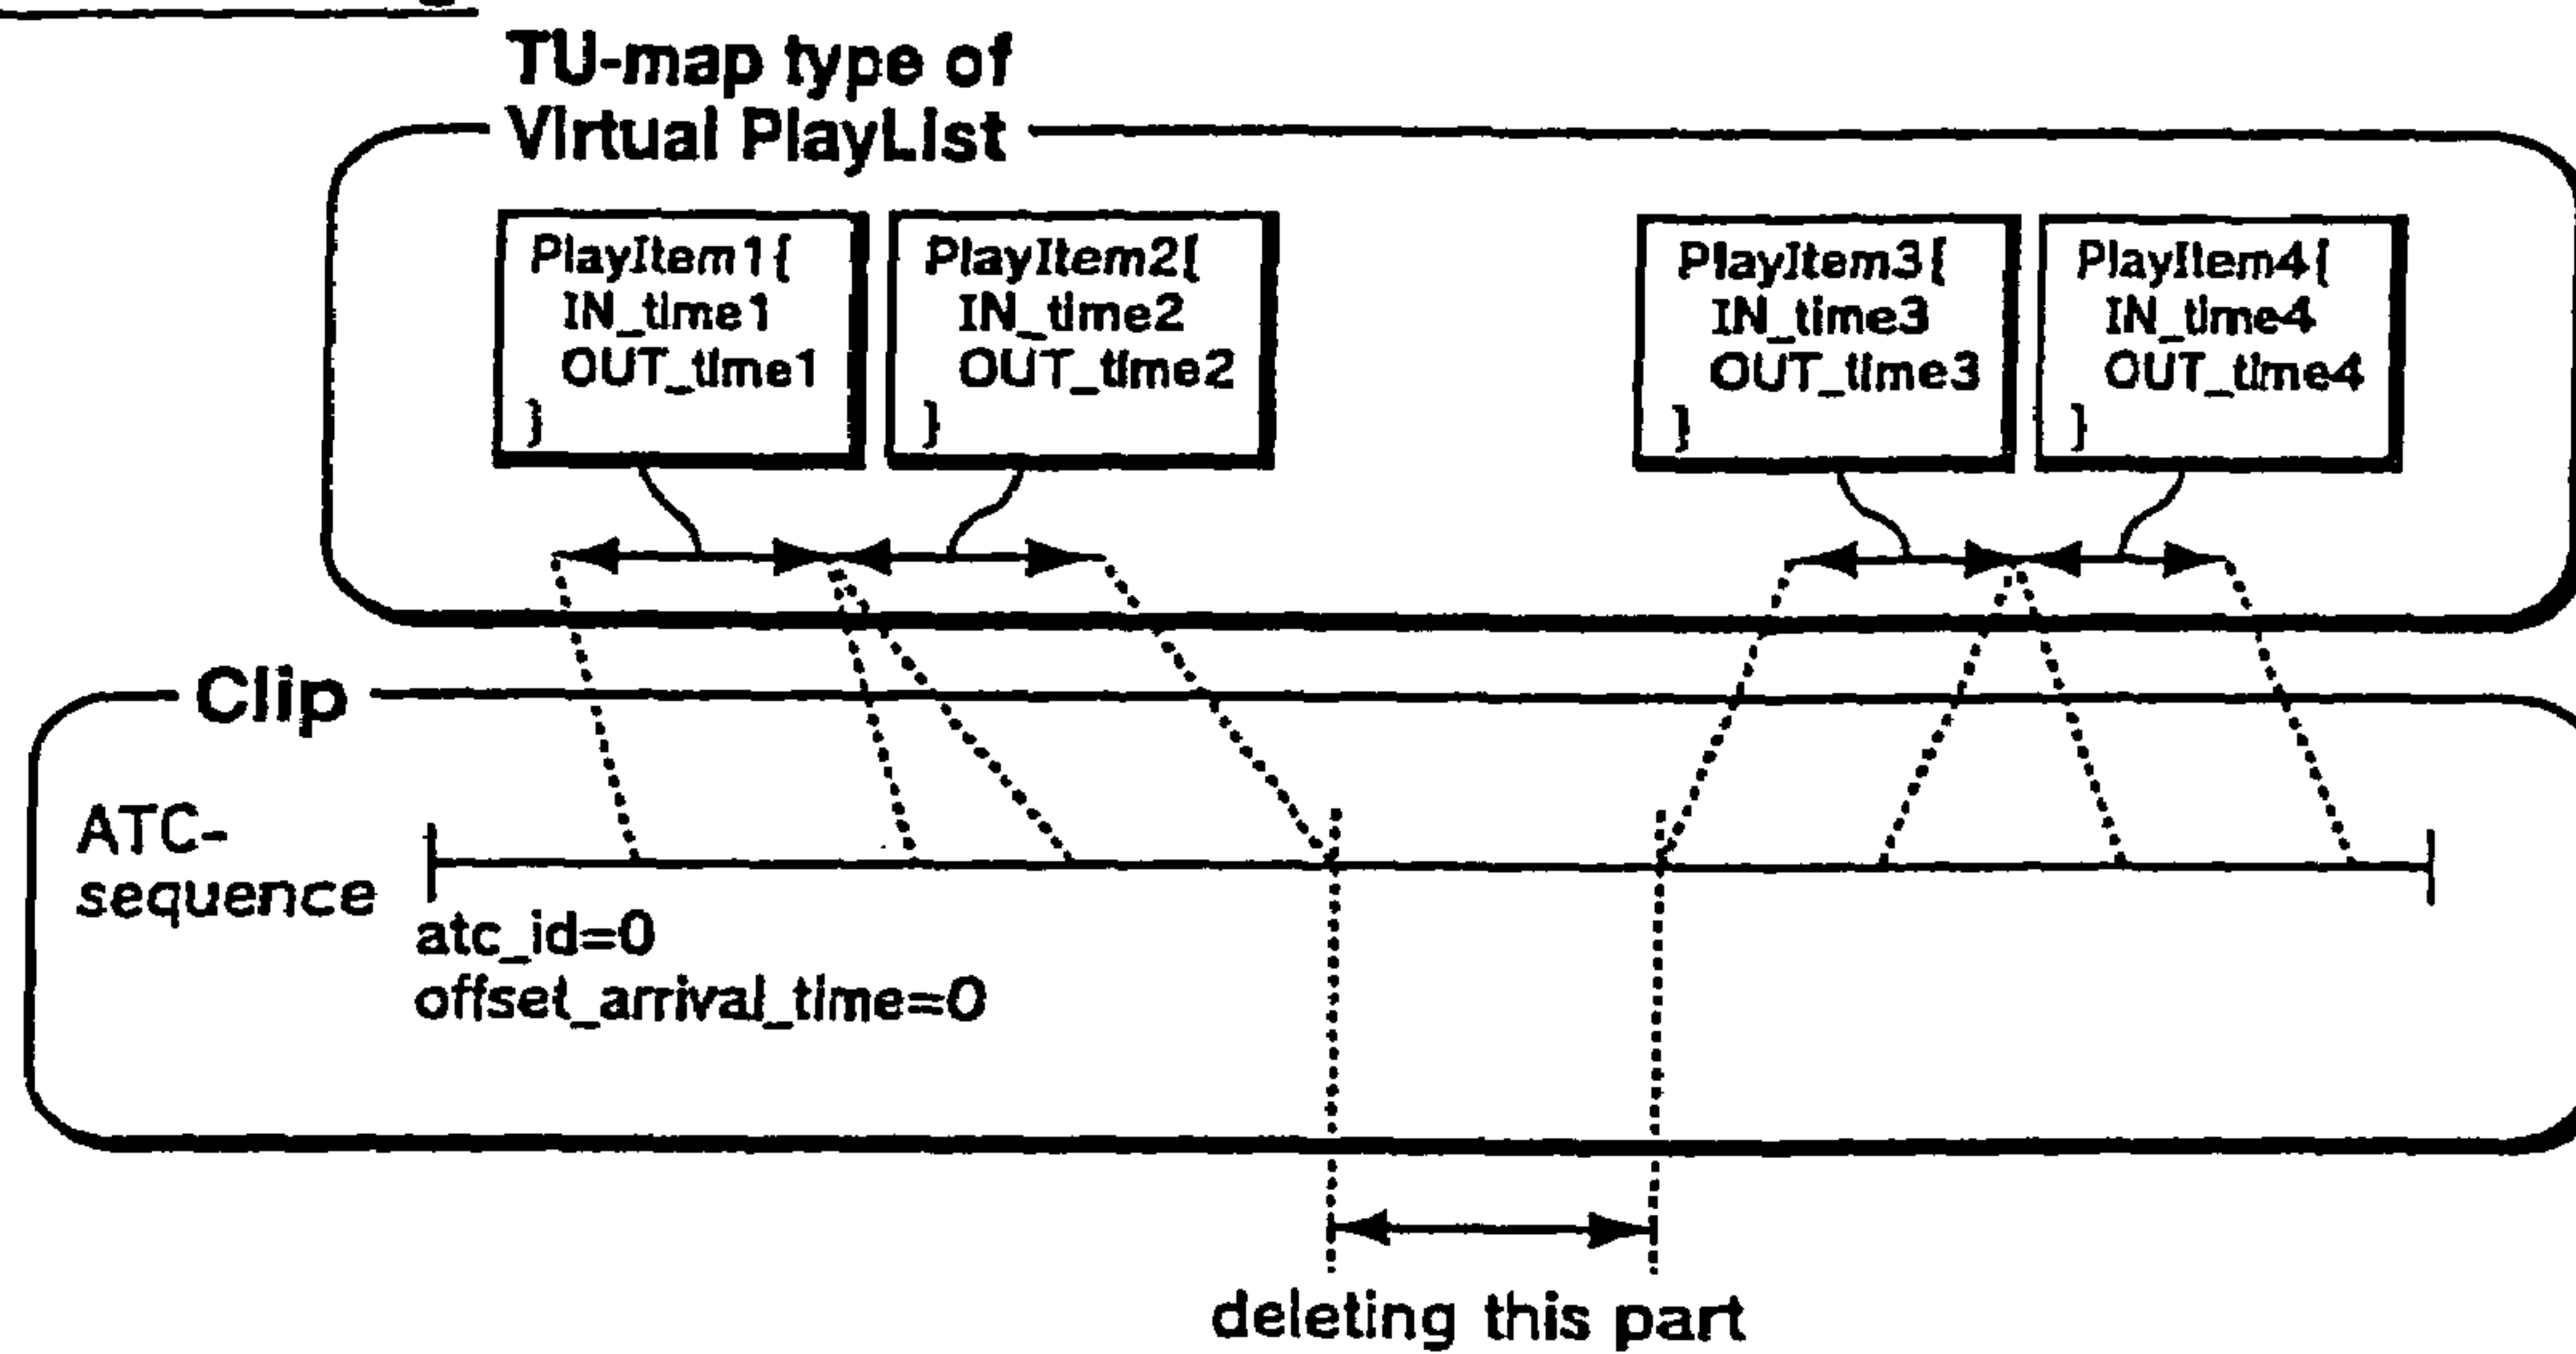 TU-map type of
Virtual PlayList
PlayItem1{
IN_time1
OUT_time1
}
PlayItem2{
IN_time2
OUT_time2
}
PlayItem3{
IN_time3
OUT_time3
}
PlayItem4{
IN_time4
OUT_time4
}
Clip
ATC-
sequence
atc_id=0
offset_arrival_time=0
deleting this part